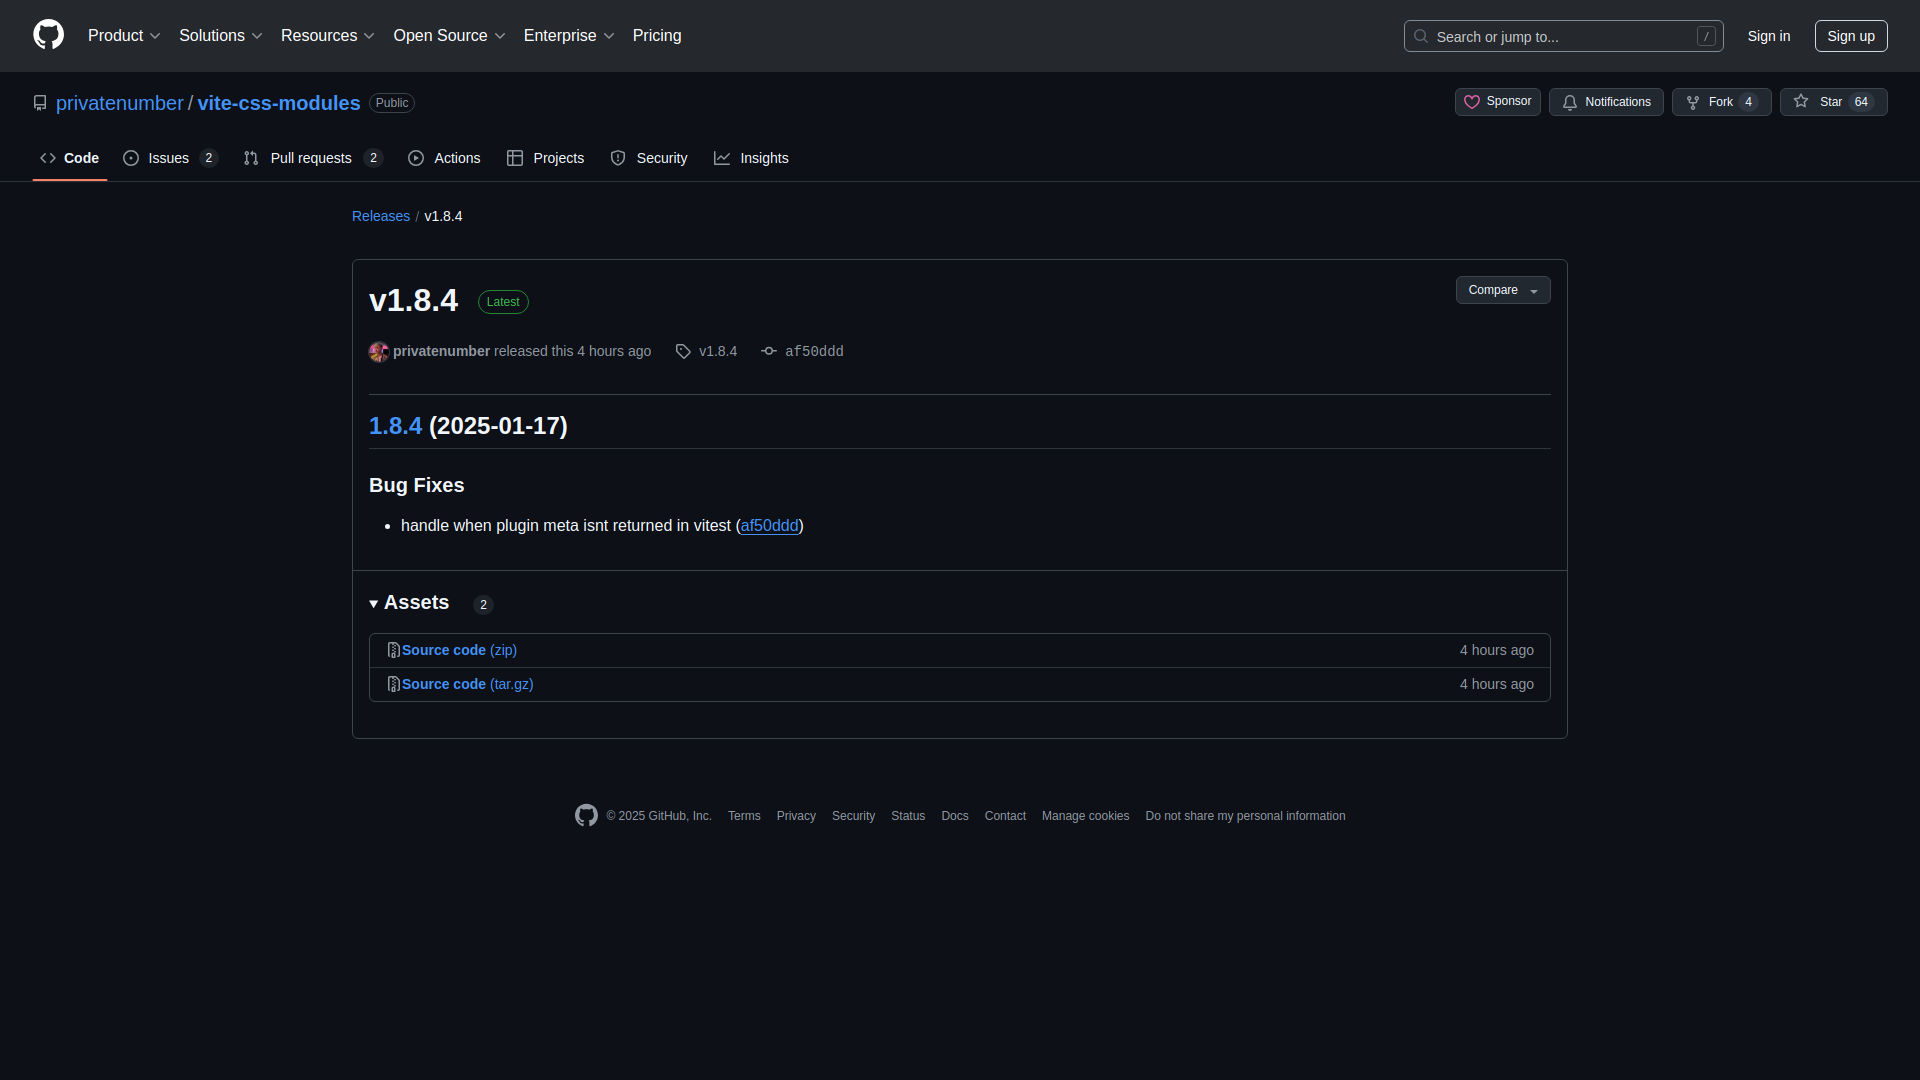 Product Solutions Resources Open Source Enterprise Pricing Search or jump to... / Sign in Sign up
privatenumber / vite-css-modules Public Sponsor Notifications Fork 4 Star 64
Code Issues 2 Pull requests 2 Actions Projects Security Insights
Releases / v1.8.4
v1.8.4 Latest Compare
privatenumber released this 4 hours ago v1.8.4 af50ddd
1.8.4 (2025-01-17)
Bug Fixes
• handle when plugin meta isnt returned in vitest (af50ddd)
Assets 2
Source code (zip) 4 hours ago
Source code (tar.gz) 4 hours ago
© 2025 GitHub, Inc. Terms Privacy Security Status Docs Contact Manage cookies Do not share my personal information